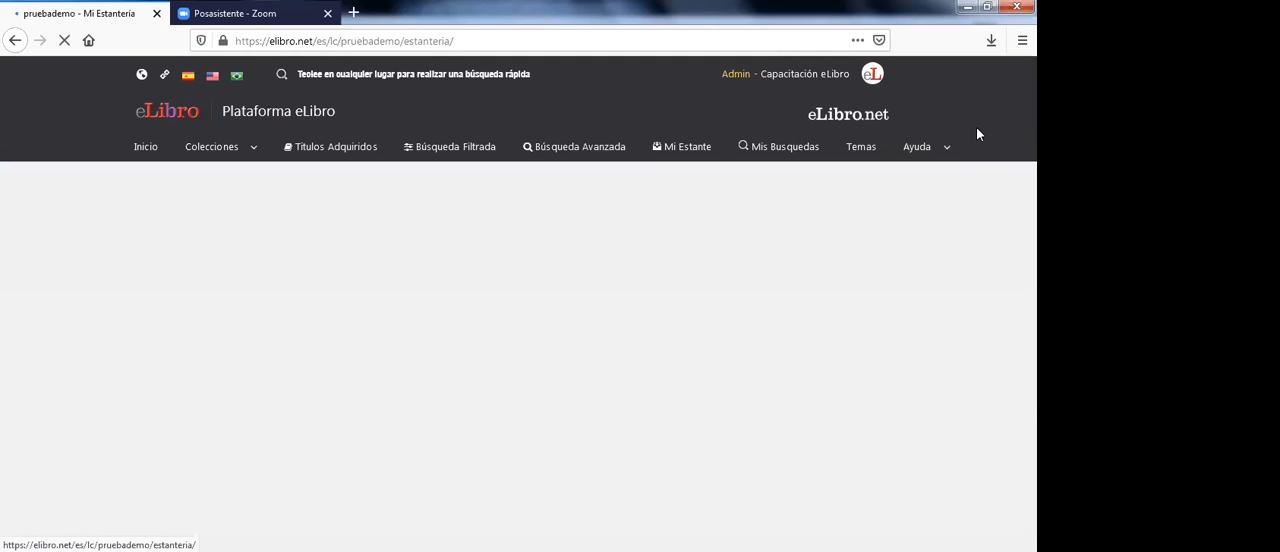 pruebademo - Mi Estantería
Posasistente - Zoom
https://elibro.net/es/lc/pruebademo/estanteria/
Teclee en cualquier lugar para realizar una búsqueda rápida
Admin - Capacitación eLibro
eL
eLibro
Plataforma eLibro
eLibro.net
Inicio
Colecciones
Títulos Adquiridos
Búsqueda Filtrada
Búsqueda Avanzada
Mi Estante
Mis Busquedas
Temas
Ayuda
https://elibro.net/es/lc/pruebademo/estanteria/